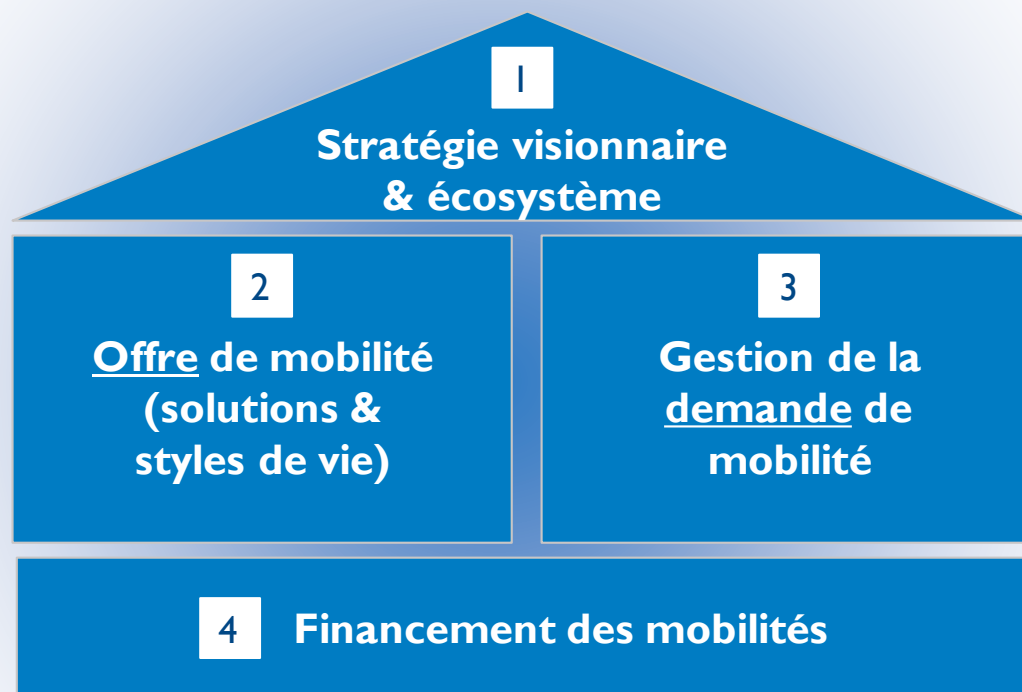 1
Stratégie visionnaire
& écosystème
2
Offre de mobilité
(solutions &
styles de vie)
3
Gestion de la
demande de
mobilité
4 Financement des mobilités